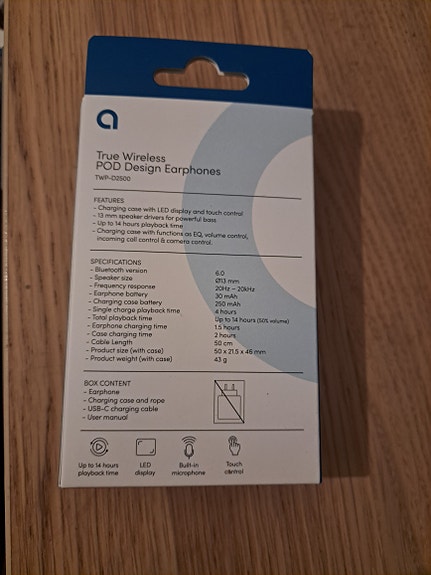 True Wireless
POD Design Earphones
TWP-D2500
FEATURES
- Charging case with LED display and touch control
- 13 mm speaker drivers for powerful bass
- Up to 14 hours playback time
- Charging case with functions as EQ, volume control,
incoming call control & camera control
SPECIFICATIONS
- Bluetooth version 6.0
- Speaker size Ø13 mm
- Frequency response 20Hz - 20kHz
- Earphone battery 30 mAh
- Charging case battery 250 mAh
- Single charge playback time 4 hours
- Total playback time Up to 14 hours (50% volume)
- Earphone charging time 1.5 hours
- Case charging time 2 hours
- Cable Length 50 cm
- Product size (with case) 50 x 21.5 x 46 mm
- Product weight (with case) 43 g
BOX CONTENT
- Earphone
- Charging case and rope
- USB-C charging cable
- User manual
Up to 14 hours playback time
LED display
Built-in microphone
Touch control